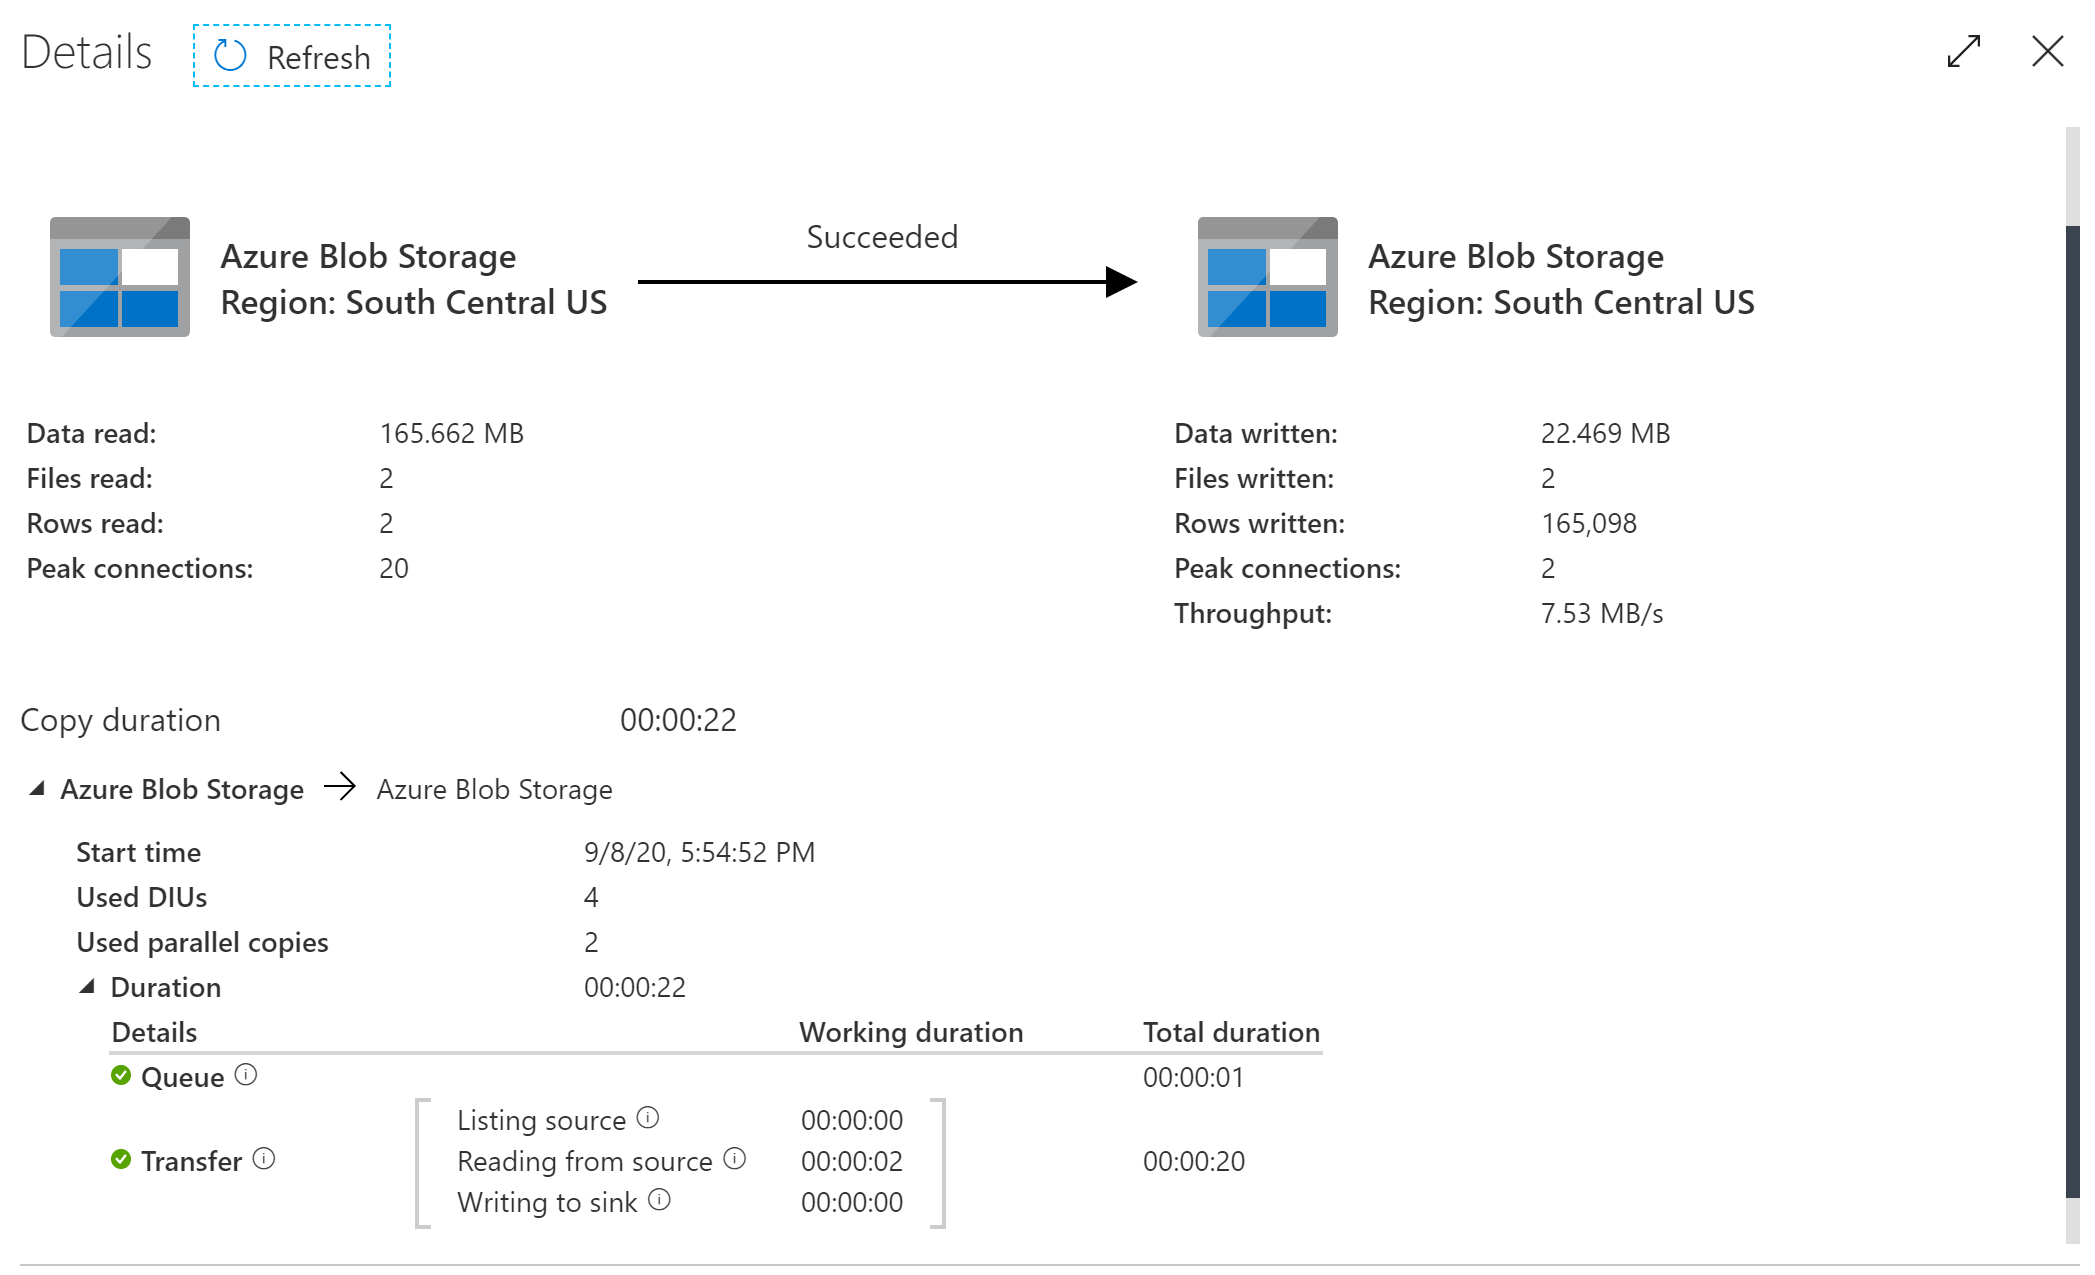 Details
Refresh
Azure Blob Storage
Region: South Central US
Succeeded
Azure Blob Storage
Region: South Central US
Data read: 165.662 MB
Files read: 2
Rows read: 2
Peak connections: 20
Data written: 22.469 MB
Files written: 2
Rows written: 165,098
Peak connections: 2
Throughput: 7.53 MB/s
Copy duration 00:00:22
Azure Blob Storage → Azure Blob Storage
Start time 9/8/20, 5:54:52 PM
Used DIUs 4
Used parallel copies 2
Duration 00:00:22
Details Working duration Total duration
Queue 00:00:01
Listing source 00:00:00
Transfer Reading from source 00:00:02 00:00:20
Writing to sink 00:00:00